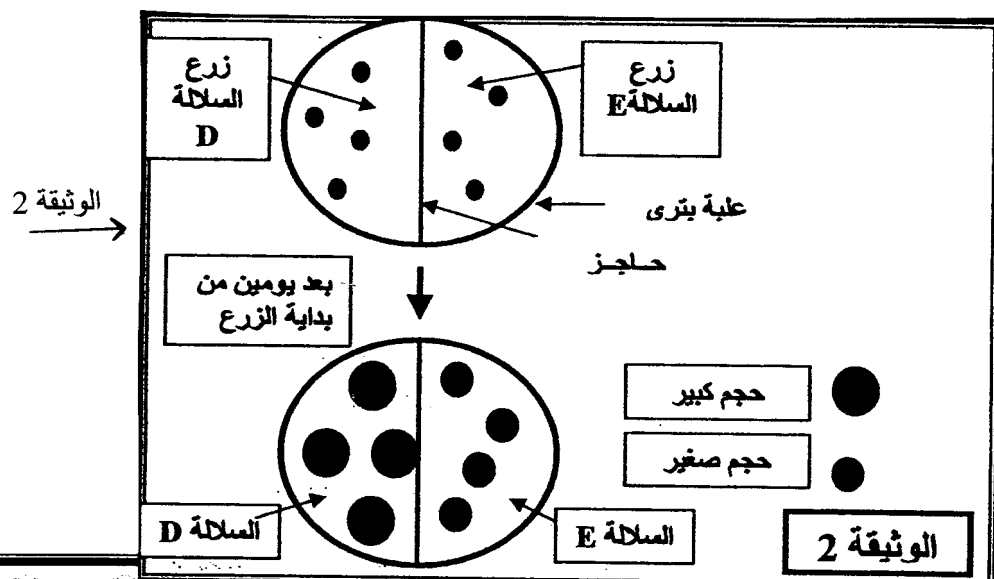 زرع
السلالة
D
زرع
السلالةE
الوثيقة 2
علبة بترى
حـاجـز
بعد يومين من
بداية الزرع
حجم كبير
حجم صغير
السلالة D
السلالة E
الوثيقة 2